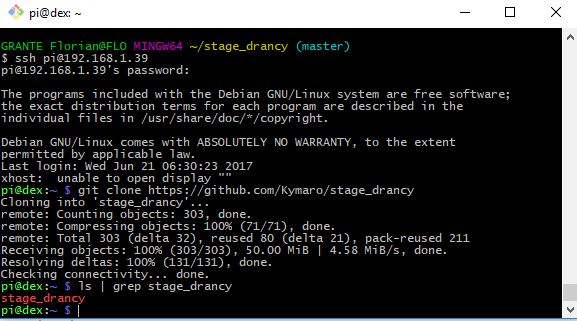 pi@dex: ~
GRANTE Florian@FLO MINGW64 ~/stage_drancy (master)
$ ssh pi@192.168.1.39
pi@192.168.1.39's password:
The programs included with the Debian GNU/Linux system are free software;
the exact distribution terms for each program are described in the
individual files in /usr/share/doc/*/copyright.
Debian GNU/Linux comes with ABSOLUTELY NO WARRANTY, to the extent
permitted by applicable law.
Last login: Wed Jun 21 06:30:23 2017
xhost:  unable to open display ""
pi@dex:~ $ git clone https://github.com/Kymaro/stage_drancy
Cloning into 'stage_drancy'...
remote: Counting objects: 303, done.
remote: Compressing objects: 100% (71/71), done.
remote: Total 303 (delta 32), reused 80 (delta 21), pack-reused 211
Receiving objects: 100% (303/303), 50.00 MiB | 4.58 MiB/s, done.
Resolving deltas: 100% (131/131), done.
Checking connectivity... done.
pi@dex:~ $ ls | grep stage_drancy
stage_drancy
pi@dex:~ $